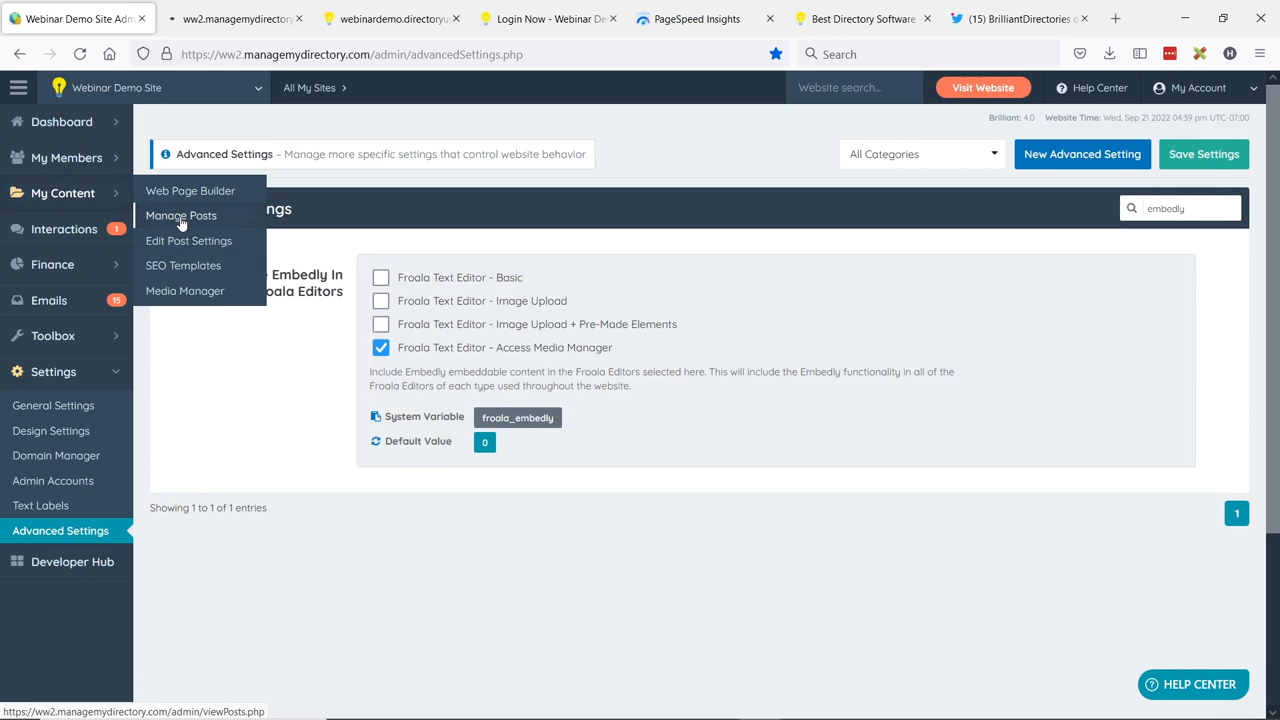 Webinar Demo Site Adm
ww2.managemydirectory
webinardemo.directoryu
Login Now - Webinar De
PageSpeed Insights
Best Directory Software
(15) BrilliantDirectories
https://ww2.managemydirectory.com/admin/advancedSettings.php
Search
Webinar Demo Site
All My Sites
Website search...
Visit Website
Help Center
My Account
Dashboard
My Members
My Content
Interactions 1
Finance
Emails 15
Toolbox
Settings
General Settings
Design Settings
Domain Manager
Admin Accounts
Text Labels
Advanced Settings
Developer Hub
Web Page Builder
Manage Posts
Edit Post Settings
SEO Templates
Media Manager
Brilliant: 4.0 Website Time: Wed, Sep 21 2022 04:39 pm UTC-07:00
Advanced Settings - Manage more specific settings that control website behavior
All Categories
New Advanced Setting
Save Settings
ngs
embedly
Embedly In
oala Editors
Froala Text Editor - Basic
Froala Text Editor - Image Upload
Froala Text Editor - Image Upload + Pre-Made Elements
Froala Text Editor - Access Media Manager
Include Embedly embeddable content in the Froala Editors selected here. This will include the Embedly functionality in all of the
Froala Editors of each type used throughout the website.
System Variable froala_embedly
Default Value 0
Showing 1 to 1 of 1 entries
1
HELP CENTER
https://ww2.managemydirectory.com/admin/viewPosts.php